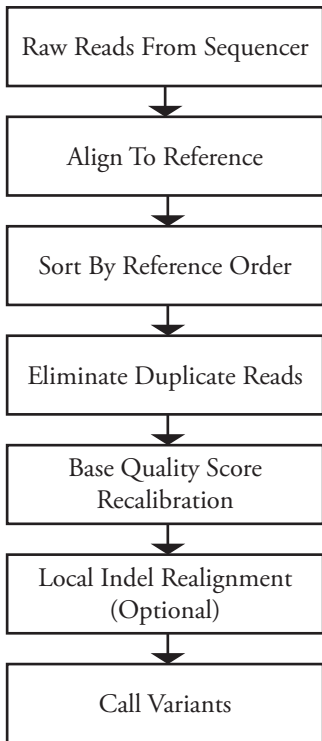 Raw Reads From Sequencer
Align To Reference
Sort By Reference Order
Eliminate Duplicate Reads
Base Quality Score
Recalibration
Local Indel Realignment
(Optional)
Call Variants